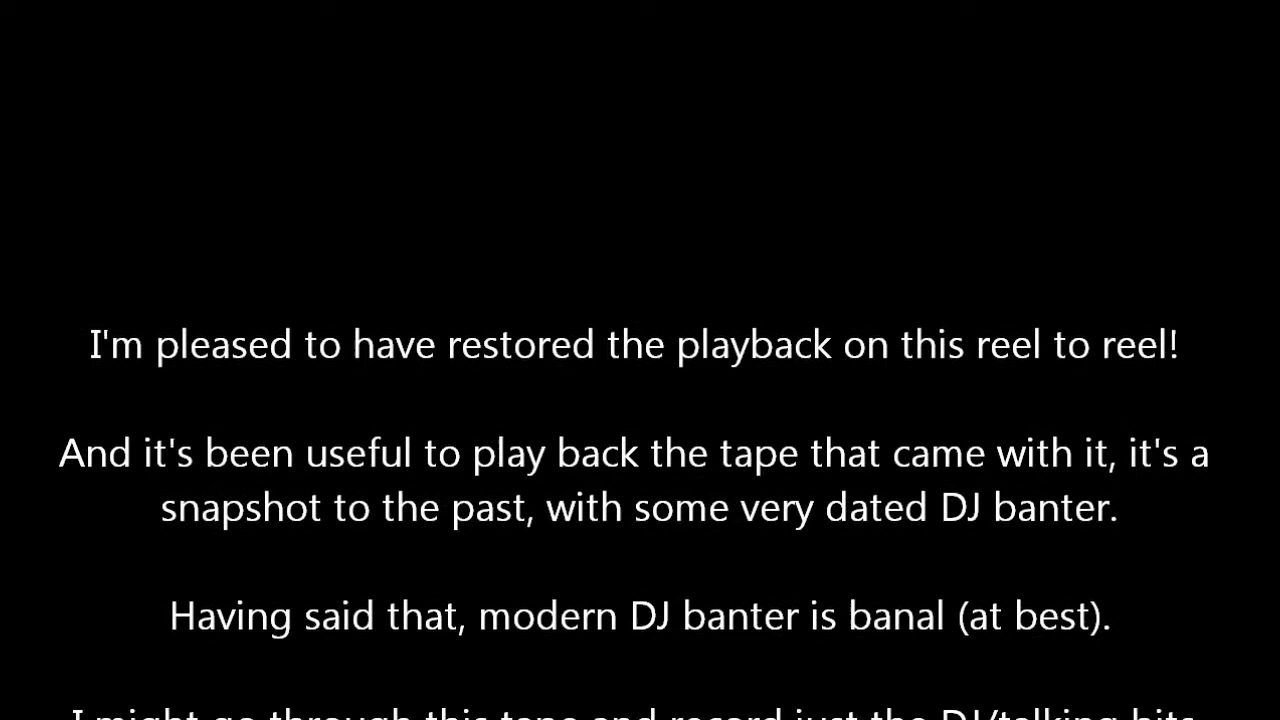 I'm pleased to have restored the playback on this reel to reel!
And it's been useful to play back the tape that came with it, it's a
snapshot to the past, with some very dated DJ banter.
Having said that, modern DJ banter is banal (at best).
I might go through this tape and record just the DJ/talking bits